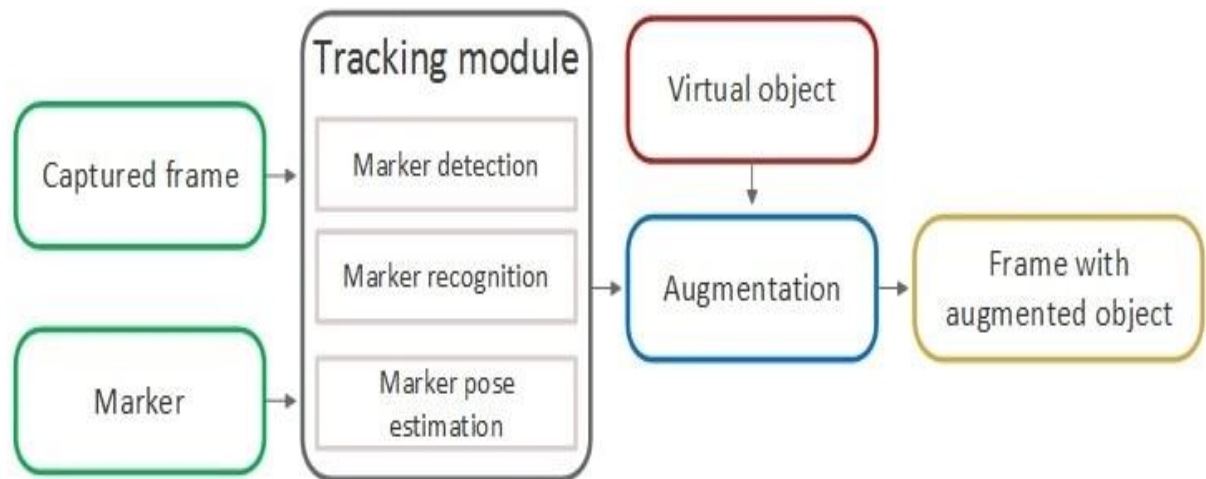 Captured frame
Marker
Tracking module
Marker detection
Marker recognition
Marker pose
estimation
Virtual object
Augmentation
Frame with
augmented object